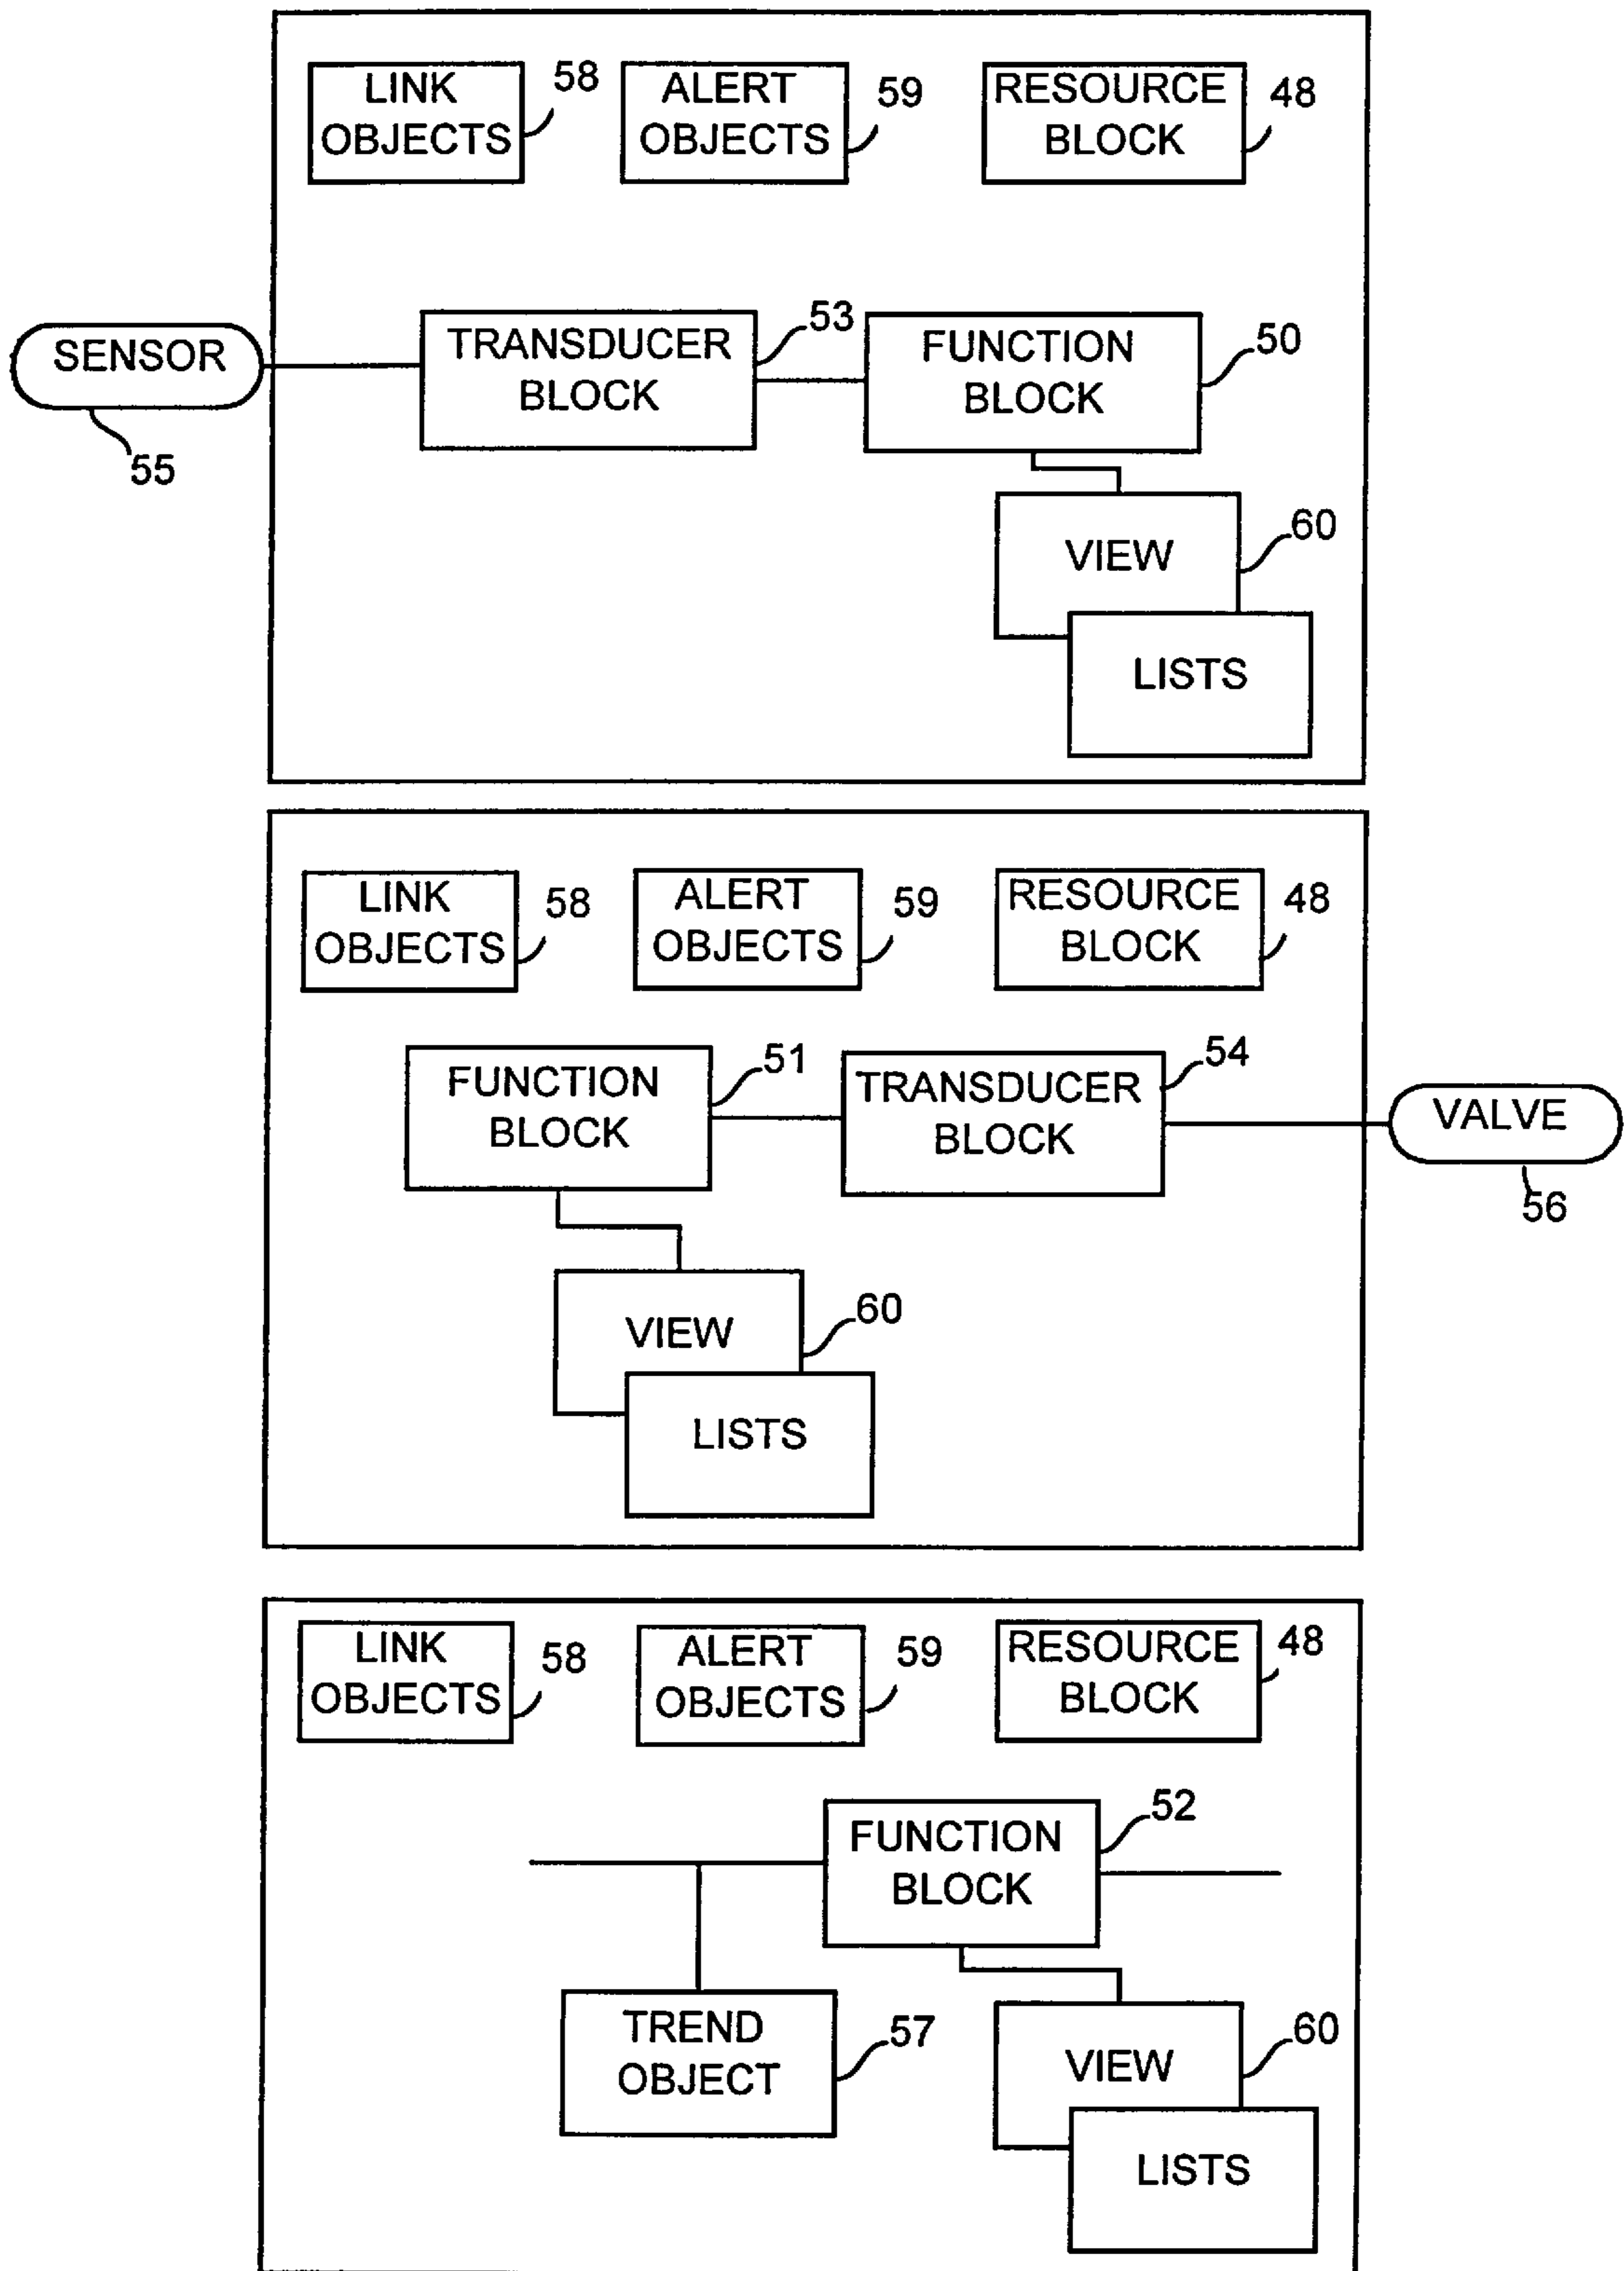 LINK
OBJECTS
58
ALERT
OBJECTS
59
RESOURCE
BLOCK
48
SENSOR
55
TRANSDUCER
BLOCK
53
FUNCTION
BLOCK
50
VIEW
60
LISTS
LINK
OBJECTS
58
ALERT
OBJECTS
59
RESOURCE
BLOCK
48
FUNCTION
BLOCK
51
TRANSDUCER
BLOCK
54
VALVE
56
VIEW
60
LISTS
LINK
OBJECTS
58
ALERT
OBJECTS
59
RESOURCE
BLOCK
48
FUNCTION
BLOCK
52
TREND
OBJECT
57
VIEW
60
LISTS